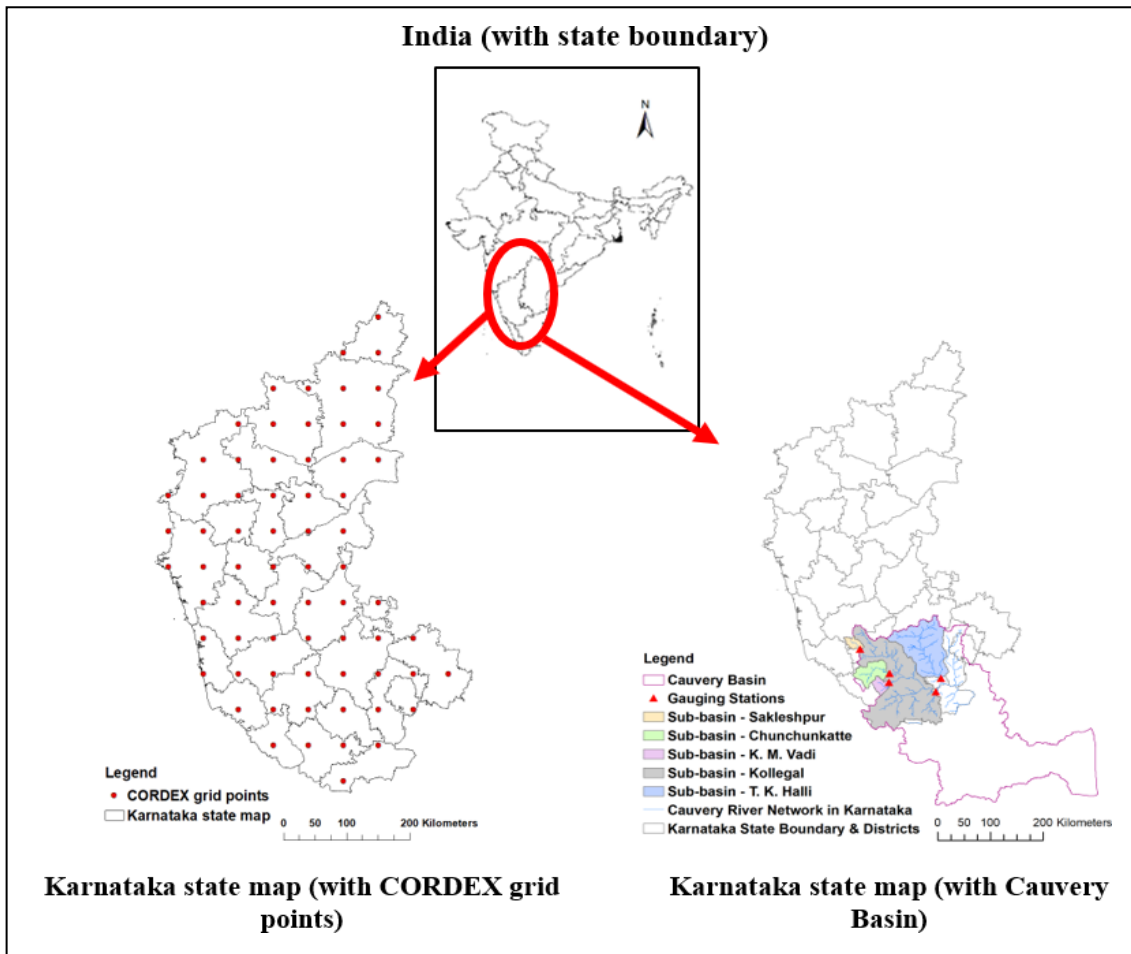 India (with state boundary)
N
Legend
CORDEX grid points
Karnataka state map
0 50 100 200 Kilometers
Karnataka state map (with CORDEX grid
points)
Legend
Cauvery Basin
Gauging Stations
Sub-basin - Sakleshpur
Sub-basin - Chunchunkatte
Sub-basin - K. M. Vadi
Sub-basin - Kollegal
Sub-basin - T. K. Halli
Cauvery River Network in Karnataka
Karnataka State Boundary & Districts
0 50 100 200 Kilometers
Karnataka state map (with Cauvery
Basin)